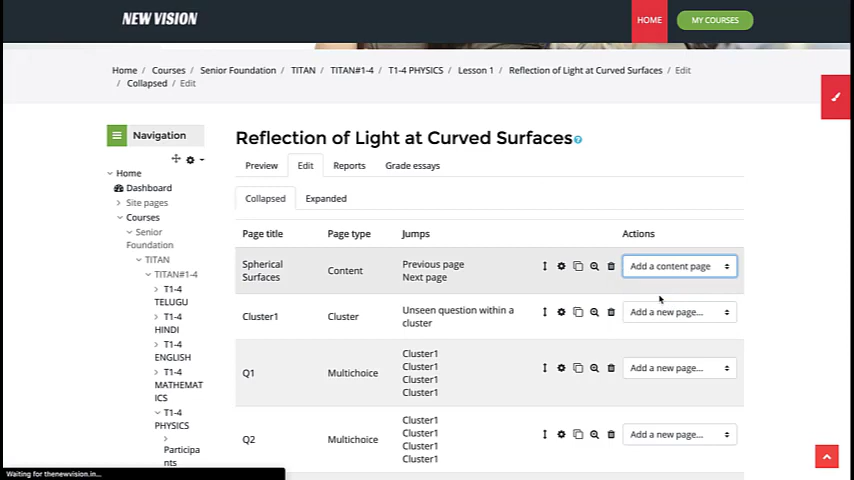 NEW VISION
HOME
MY COURSES
Home / Courses / Senior Foundation / TITAN / TITAN#1-4 / T1-4 PHYSICS / Lesson 1 / Reflection of Light at Curved Surfaces / Edit
/ Collapsed / Edit
Navigation
Reflection of Light at Curved Surfaces
Preview Edit Reports Grade essays
Home
Dashboard
Site pages
Courses
Senior
Foundation
TITAN
TITAN#1-4
T1-4
TELUGU
T1-4
HINDI
T1-4
ENGLISH
T1-4
MATHEMAT
ICS
T1-4
PHYSICS
Participa
nts
Collapsed Expanded
Page title Page type Jumps Actions
Spherical
Surfaces
Content
Previous page
Next page
Add a content page
Cluster1
Cluster
Unseen question within a
cluster
Add a new page...
Q1
Multichoice
Cluster1
Cluster1
Cluster1
Cluster1
Add a new page...
Q2
Multichoice
Cluster1
Cluster1
Cluster1
Cluster1
Add a new page...
Waiting for thenewvision.in...